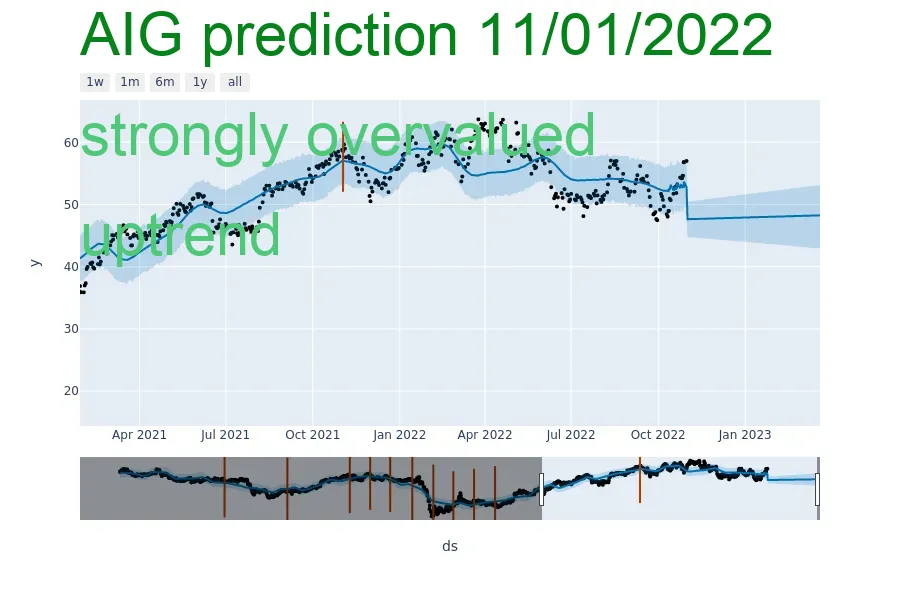 AIG prediction 11/01/2022
1w 1m 6m 1y all
strongly overvalued
uptrend
60
50
40
30
20
y
Apr 2021 Jul 2021 Oct 2021 Jan 2022 Apr 2022 Jul 2022 Oct 2022 Jan 2023
ds